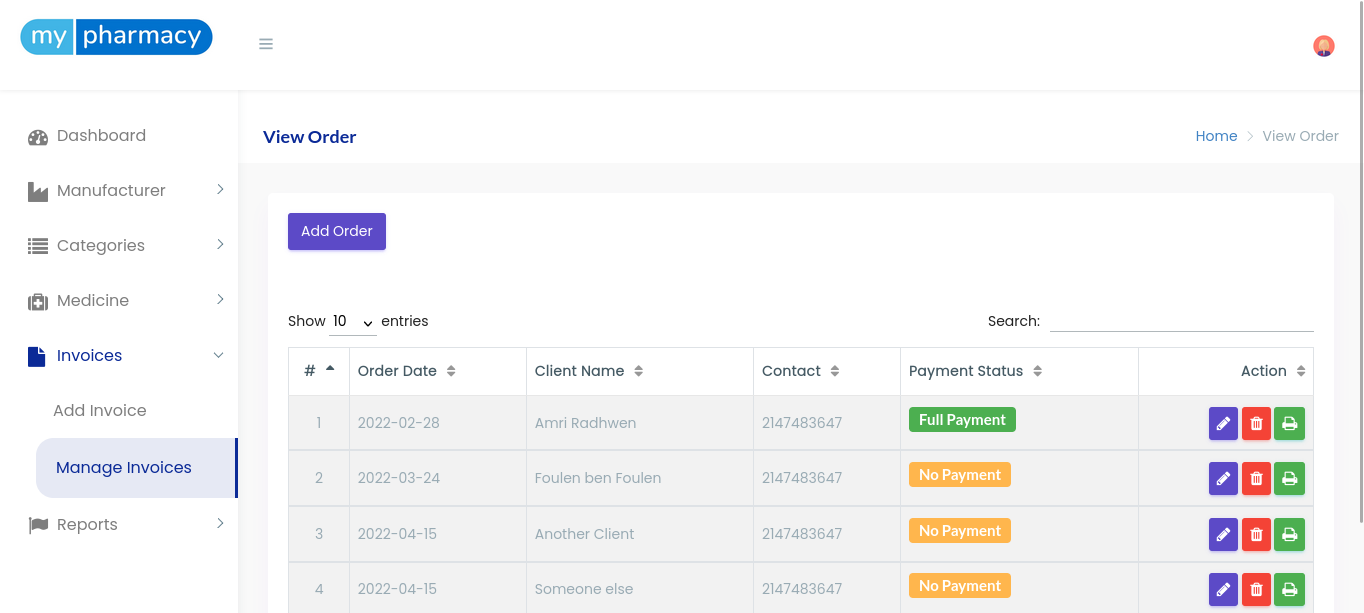 my pharmacy
Dashboard
Manufacturer
Categories
Medicine
Invoices
Add Invoice
Manage Invoices
Reports
View Order
Home > View Order
Add Order
Show 10 entries
Search:
# Order Date Client Name Contact Payment Status Action
1 2022-02-28 Amri Radhwen 2147483647 Full Payment
2 2022-03-24 Foulen ben Foulen 2147483647 No Payment
3 2022-04-15 Another Client 2147483647 No Payment
4 2022-04-15 Someone else 2147483647 No Payment